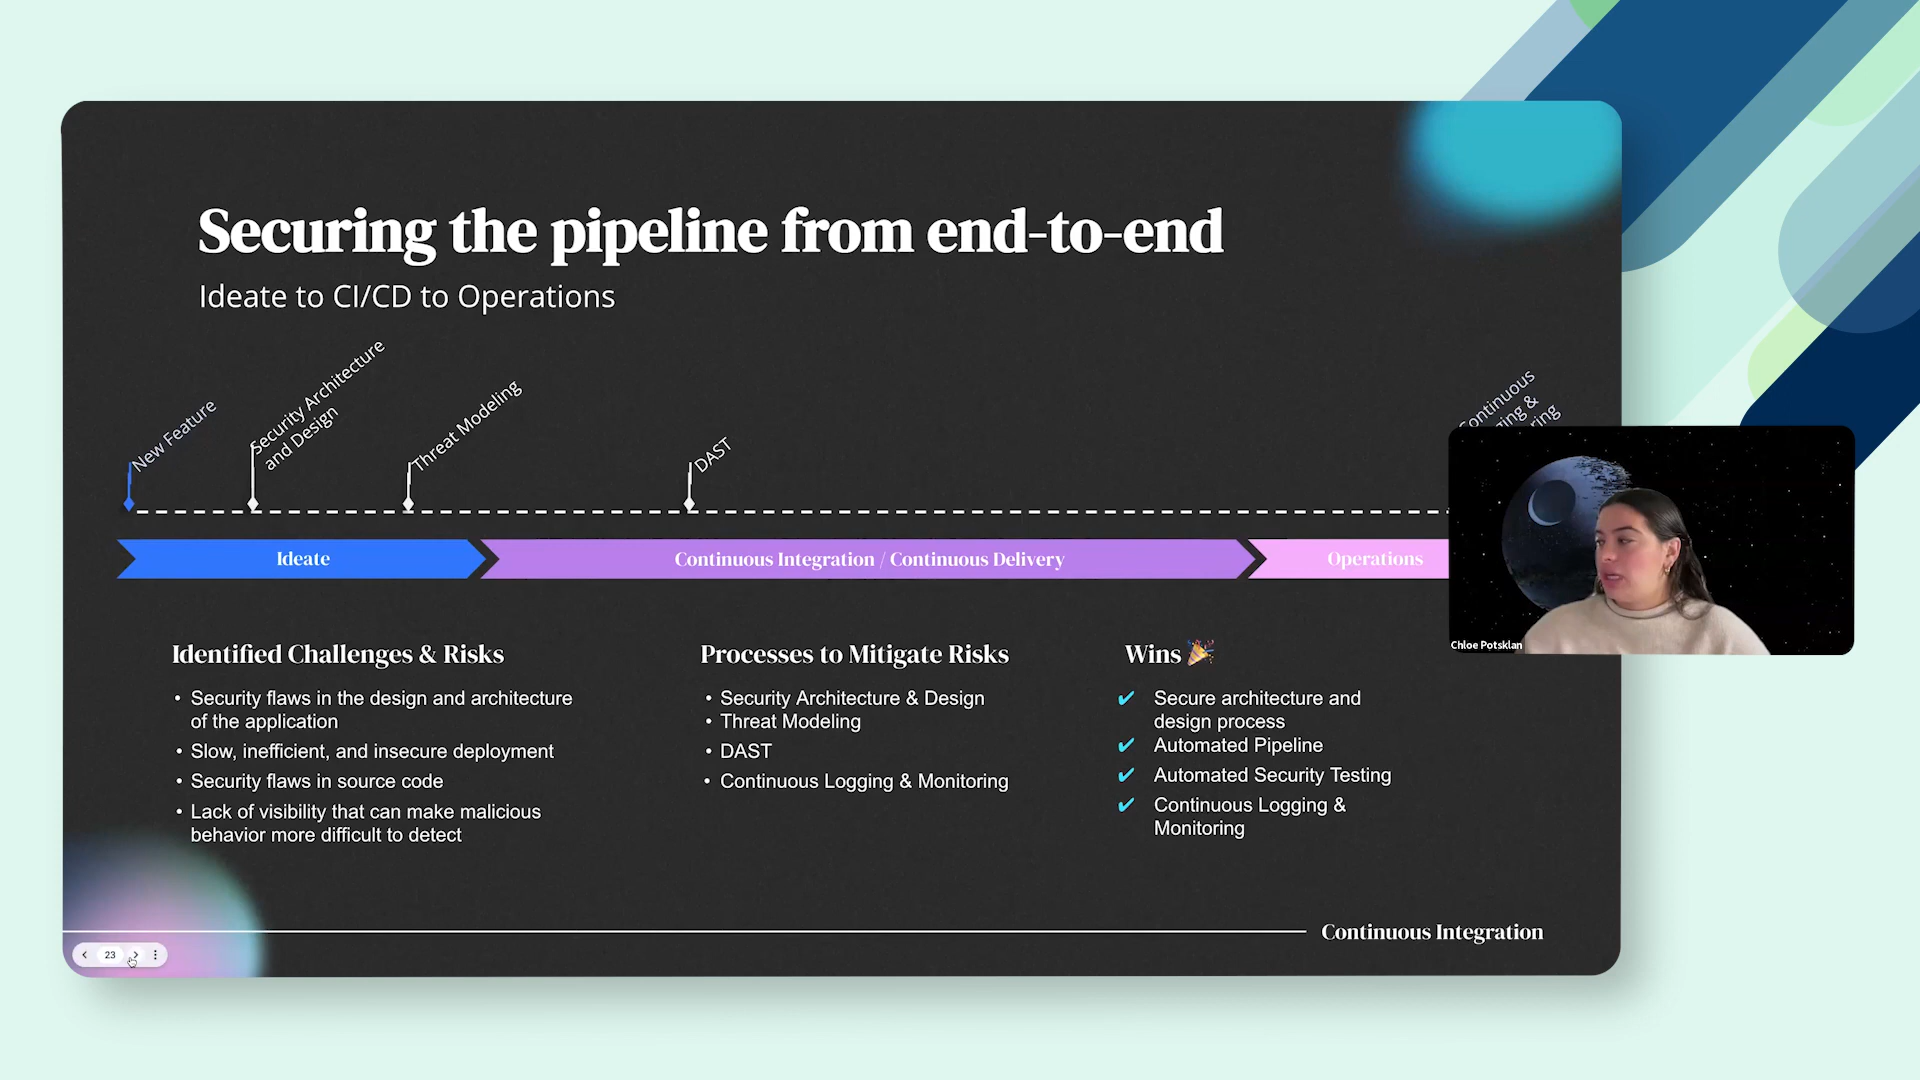 Securing the pipeline from end-to-end
Ideate to CI/CD to Operations
New Feature
Security Architecture
and Design
Threat Modeling
DAST
Continuous
&
Ideate
Continuous Integration / Continuous Delivery
Operations
Chloe Potsklan
Identified Challenges & Risks
• Security flaws in the design and architecture
of the application
• Slow, inefficient, and insecure deployment
• Security flaws in source code
• Lack of visibility that can make malicious
behavior more difficult to detect
Processes to Mitigate Risks
• Security Architecture & Design
• Threat Modeling
• DAST
• Continuous Logging & Monitoring
Wins 🎉
✔ Secure architecture and
design process
✔ Automated Pipeline
✔ Automated Security Testing
✔ Continuous Logging &
Monitoring
Continuous Integration
23